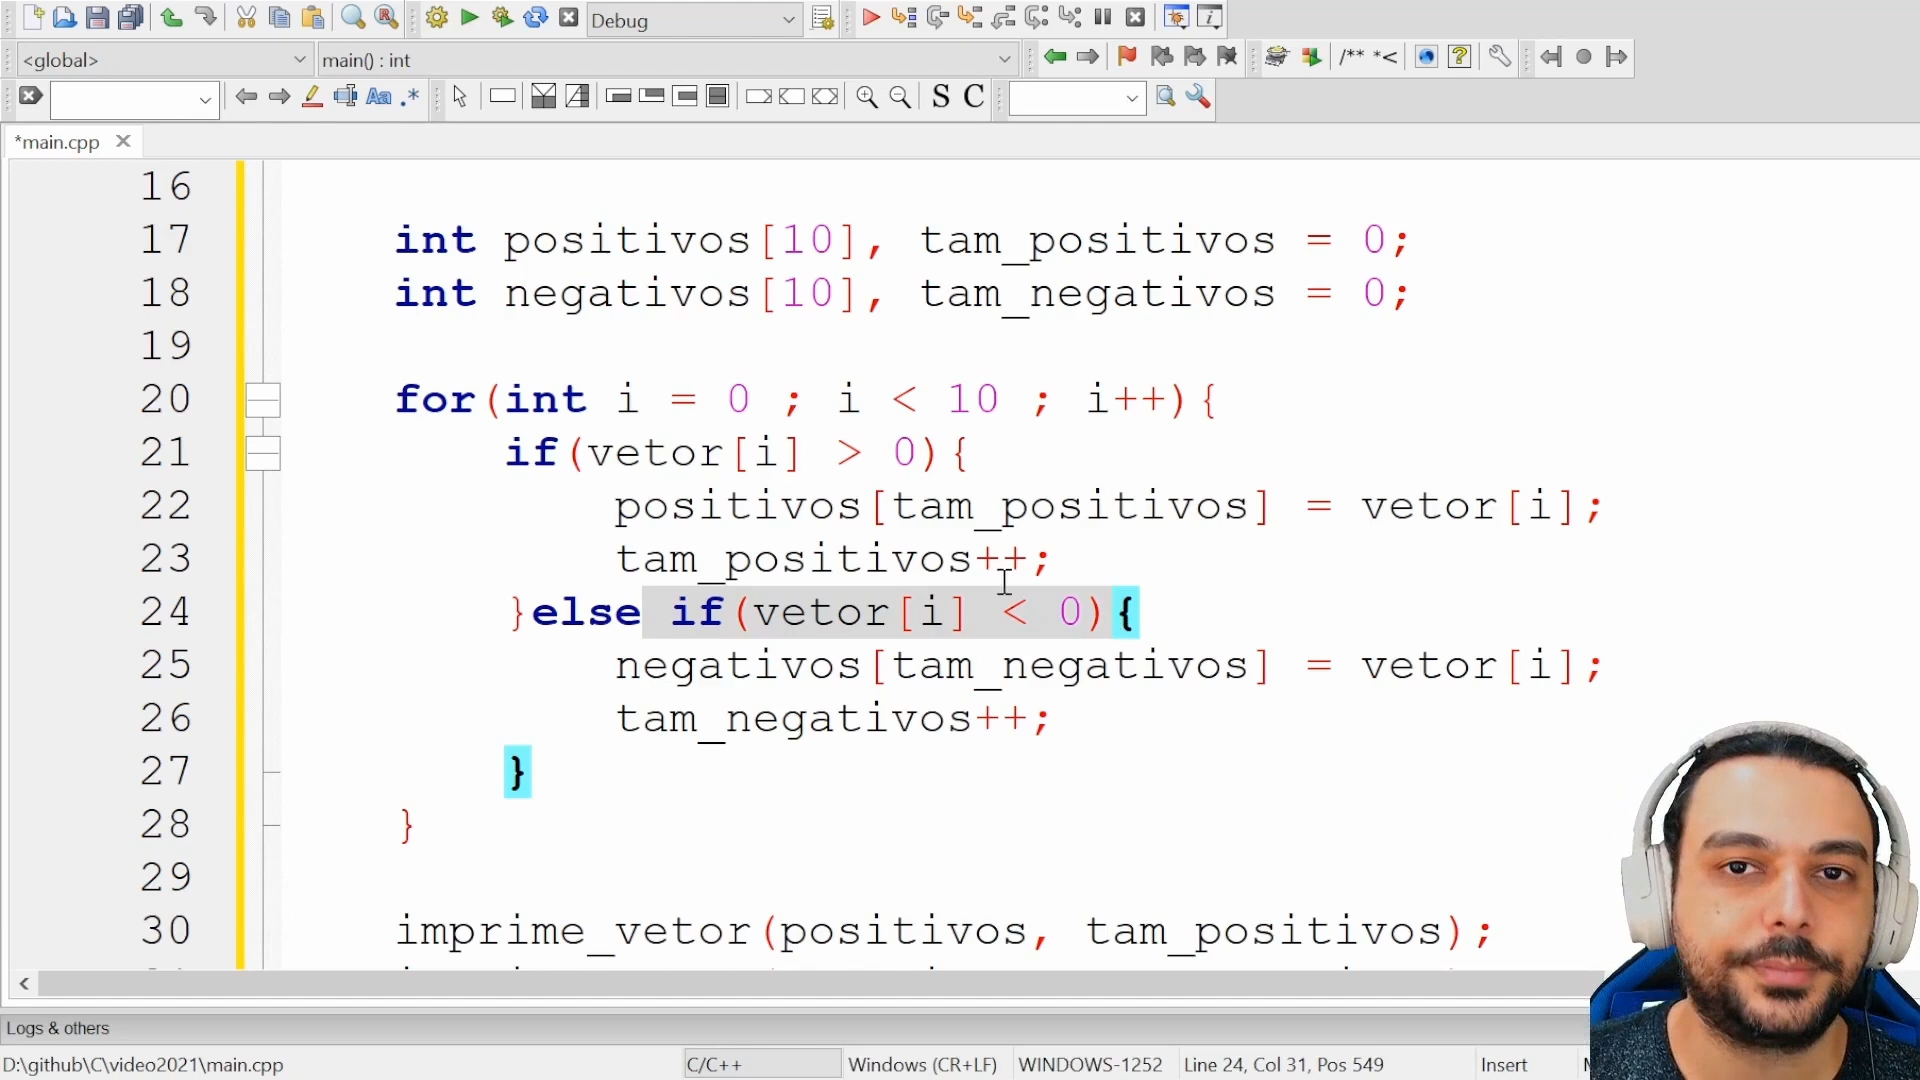 Debug
<global>
main() : int
/** *<
Aa .*
S C
*main.cpp
16
17 int positivos[10], tam_positivos = 0;
18 int negativos[10], tam_negativos = 0;
19
20 for(int i = 0 ; i < 10 ; i++){
21 if(vetor[i] > 0){
22 positivos[tam_positivos] = vetor[i];
23 tam_positivos++;
24 }else if(vetor[i] < 0){
25 negativos[tam_negativos] = vetor[i];
26 tam_negativos++;
27 }
28 }
29
30 imprime_vetor(positivos, tam_positivos);
Logs & others
D:\github\C\video2021\main.cpp
C/C++
Windows (CR+LF)
WINDOWS-1252
Line 24, Col 31, Pos 549
Insert